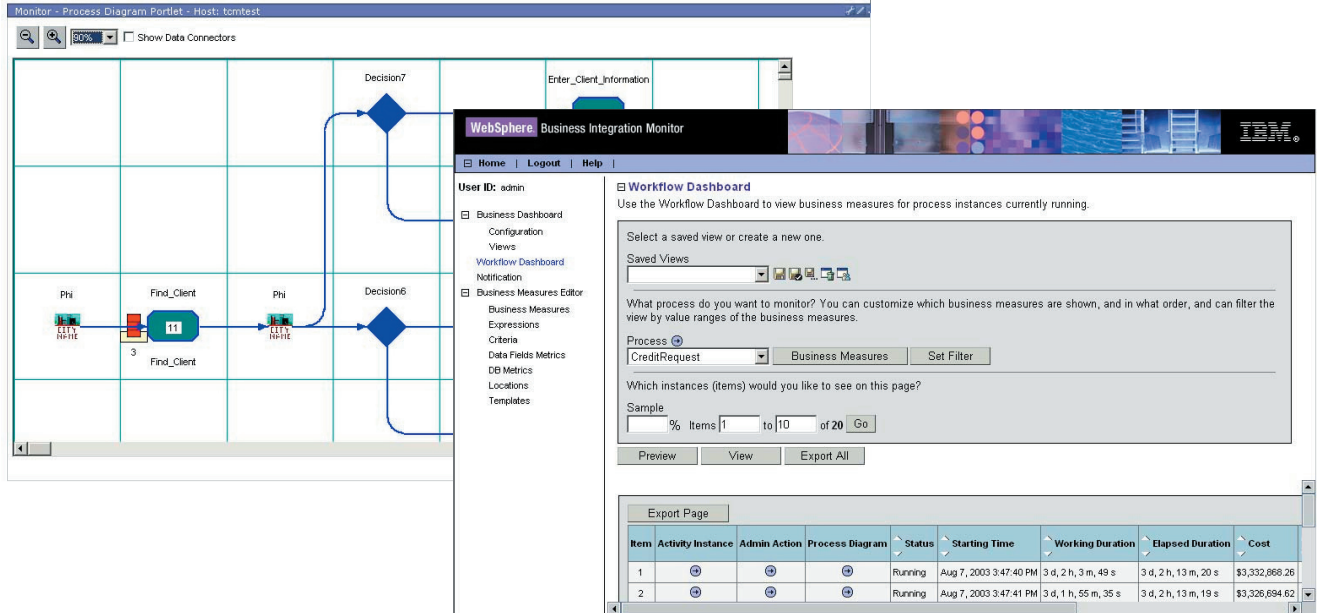 Monitor - Process Diagram Portlet - Host: tcmtest
90%
Show Data Connectors
Decision7
Enter_Client_Information
Phi
Find_Client
Phi
Decision6
CITY
NAME
11
CITY
NAME
3
Find_Client
WebSphere. Business Integration Monitor
IBM®
Home | Logout | Help |
User ID: admin
Business Dashboard
Configuration
Views
Workflow Dashboard
Notification
Business Measures Editor
Business Measures
Expressions
Criteria
Data Fields Metrics
DB Metrics
Locations
Templates
Workflow Dashboard
Use the Workflow Dashboard to view business measures for process instances currently running.
Select a saved view or create a new one.
Saved Views
What process do you want to monitor? You can customize which business measures are shown, and in what order, and can filter the
view by value ranges of the business measures.
Process
CreditRequest Business Measures Set Filter
Which instances (items) would you like to see on this page?
Sample
% Items 1 to 10 of 20 Go
Preview View Export All
Export Page
Item Activity Instance Admin Action Process Diagram Status Starting Time Working Duration Elapsed Duration Cost
1 Running Aug 7, 2003 3:47:40 PM 3 d, 2 h, 3 m, 49 s 3 d, 2 h, 13 m, 20 s $3,332,868.26
2 Running Aug 7, 2003 3:47:41 PM 3 d, 1 h, 55 m, 35 s 3 d, 2 h, 13 m, 19 s $3,326,694.62